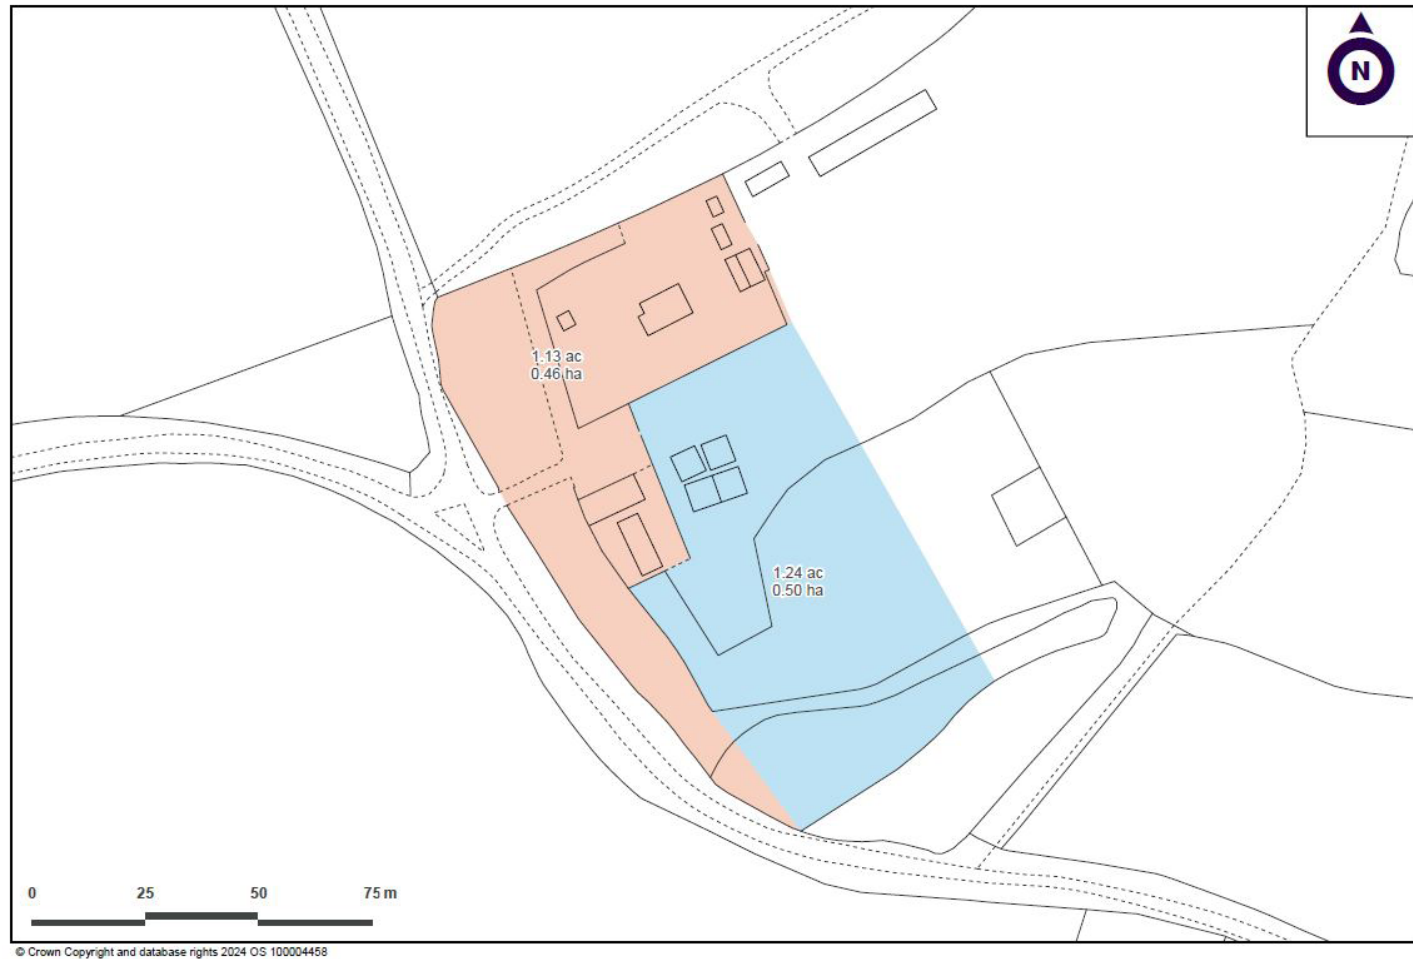 N
1.13 ac
0.46 ha
1.24 ac
0.50 ha
0 25 50 75 m
© Crown Copyright and database rights 2024 OS 100004458